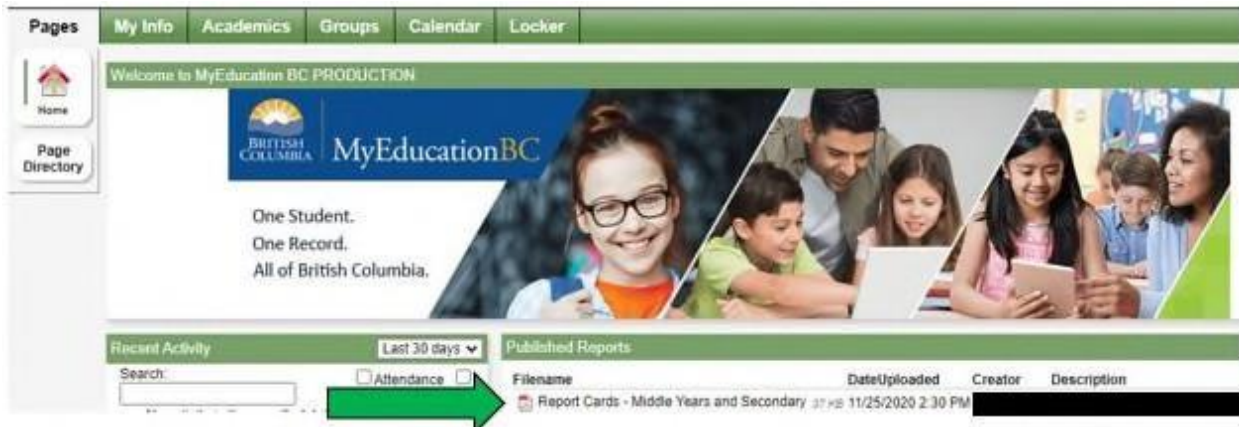 Pages
My Info Academics Groups Calendar Locker
Home
Page
Directory
Welcome to MyEducation BC PRODUCTION
BRITISH
COLUMBIA
MyEducationBC
One Student.
One Record.
All of British Columbia.
Recent Activity Last 30 days
Published Reports
Search:
Attendance
Filename DateUploaded Creator Description
Report Cards - Middle Years and Secondary 37 KB 11/25/2020 2:30 PM